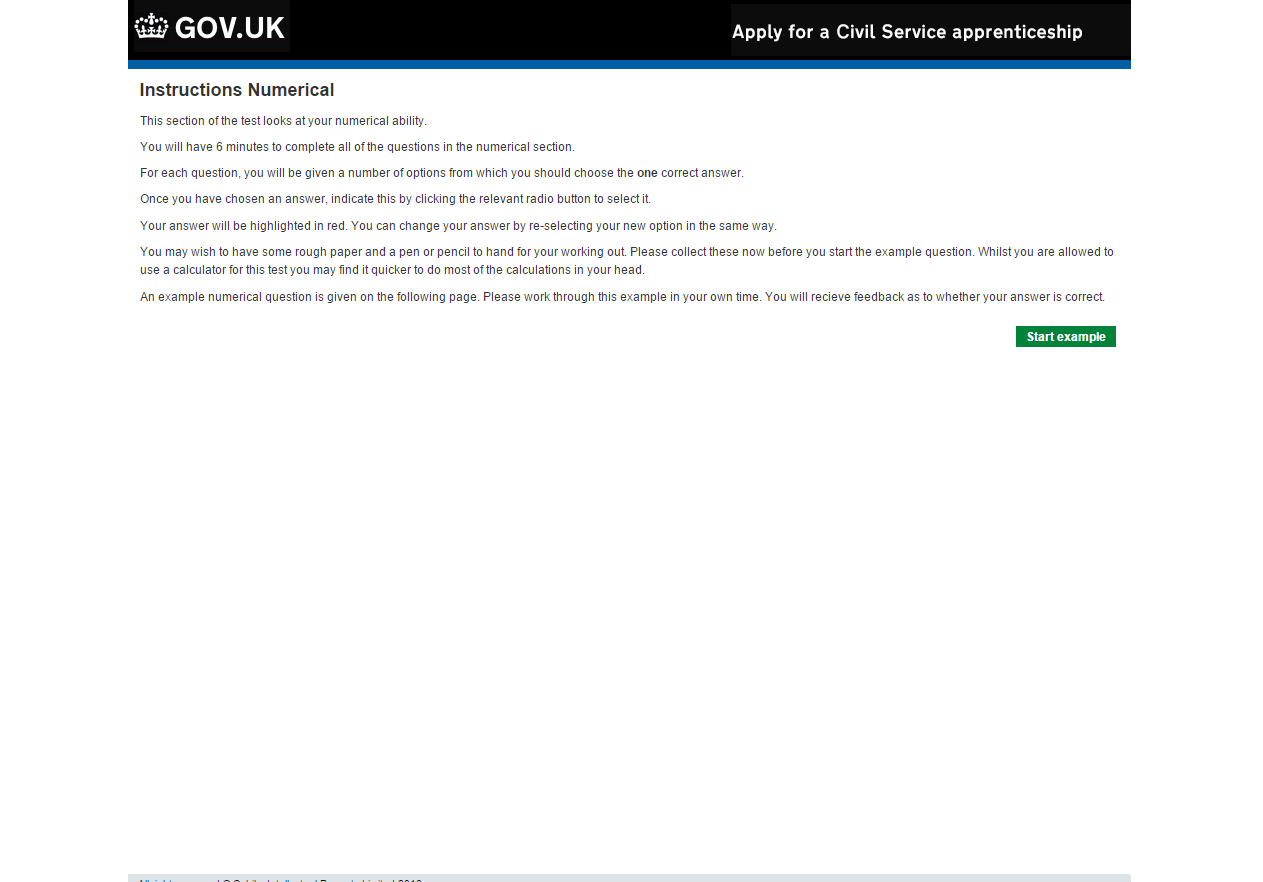 GOV.UK
Apply for a Civil Service apprenticeship
Instructions Numerical
This section of the test looks at your numerical ability.
You will have 6 minutes to complete all of the questions in the numerical section.
For each question, you will be given a number of options from which you should choose the one correct answer.
Once you have chosen an answer, indicate this by clicking the relevant radio button to select it.
Your answer will be highlighted in red. You can change your answer by re-selecting your new option in the same way.
You may wish to have some rough paper and a pen or pencil to hand for your working out. Please collect these now before you start the example question. Whilst you are allowed to
use a calculator for this test you may find it quicker to do most of the calculations in your head.
An example numerical question is given on the following page. Please work through this example in your own time. You will recieve feedback as to whether your answer is correct.
Start example